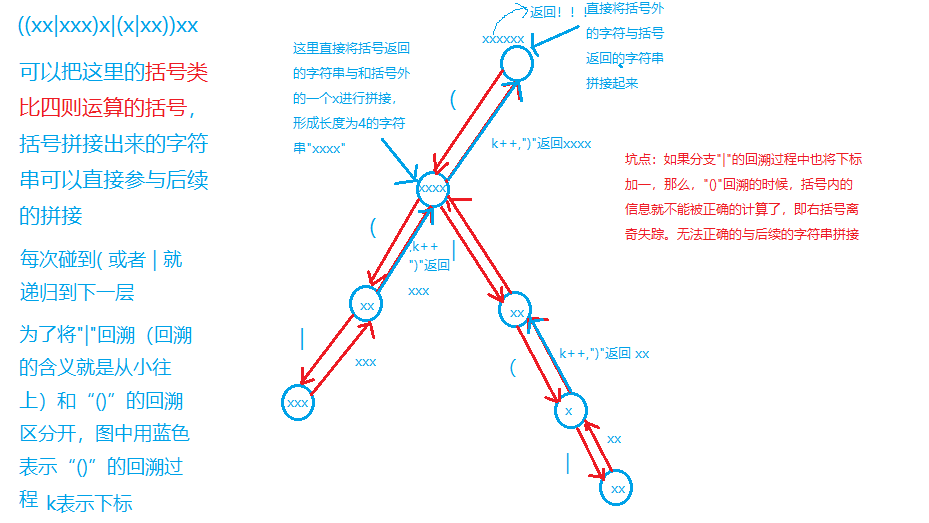 ((xx|xxx)x|(x|xx))xx
可以把这里的括号类
比四则运算的括号，
括号拼接出来的字符
串可以直接参与后续
的拼接
每次碰到( 或者 | 就
递归到下一层
为了将"|"回溯（回溯
的含义就是从小往
上）和“()”的回溯
区分开，图中用蓝色
表示“()”的回溯过
程 k表示下标
这里直接将括号返回
的字符串与和括号外
的一个x进行拼接，
形成长度为4的字符
串"xxxx"
返回！！！
xxxxxx
直接将括号外
的字符与括号
返回的字符串
拼接起来
(
k++,")"返回xxxx
xxxx
(
,k++
")"返回
xxx
|
xx
xx
|
xxx
xxx
(
k++,")"返回 xx
x
|
xx
xx
坑点：如果分支"|"的回溯过程中也将下标
加一，那么，"()"回溯的时候，括号内的
信息就不能被正确的计算了，即右括号离
奇失踪。无法正确的与后续的字符串拼接